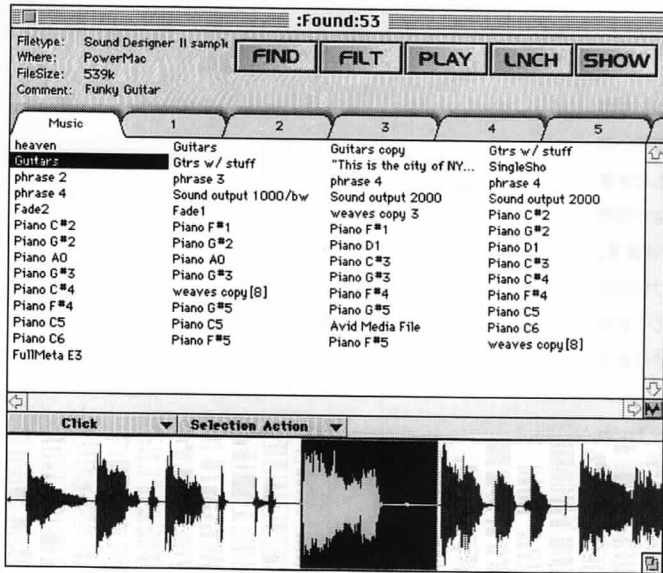 :Found:53
Filetype: Sound Designer II sampl
Where: PowerMac
FileSize: 539k
Comment: Funky Guitar
FIND FILT PLAY LNCH SHOW
Music 1 2 3 4 5
heaven Guitars Guitars copy Gtrs w/ stuff
Guitars Gtrs w/ stuff "This is the city of NY... SingleSho
phrase 2 phrase 3 phrase 4 phrase 4
phrase 4 Sound output 1000/bw Sound output 2000 Sound output 2000
Fade2 Fade1 weaves copy 3 Piano C#2
Piano C#2 Piano F#1 Piano F#1 Piano G#2
Piano G#2 Piano G#2 Piano D1 Piano D1
Piano A0 Piano A0 Piano C#3 Piano C#3
Piano G#3 Piano G#3 Piano G#3 Piano C#4
Piano C#4 weaves copy[8] Piano F#4 Piano F#4
Piano F#4 Piano G#5 Piano G#5 Piano C5
Piano C5 Piano C5 Avid Media File Piano C6
Piano C6 Piano F#5 Piano F#5 weaves copy[8]
FullMeta E3
Click Selection Action